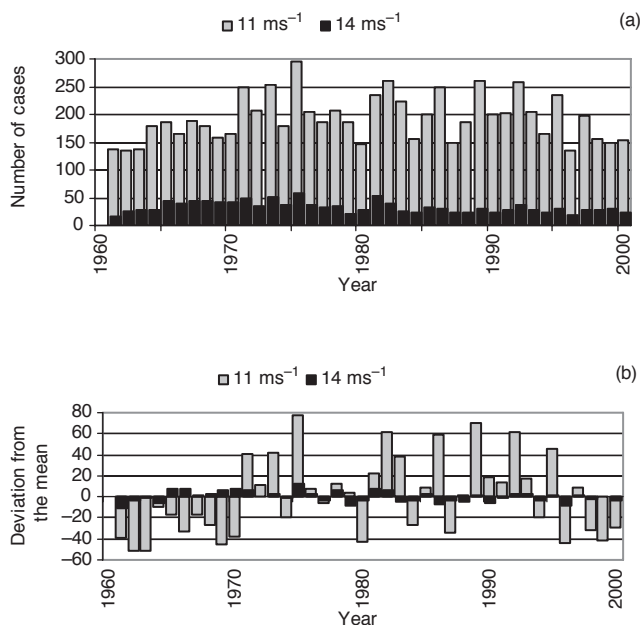 11 ms⁻¹ 14 ms⁻¹ (a)
Number of cases
300
250
200
150
100
50
0
1960 1970 1980 1990 2000
Year
11 ms⁻¹ 14 ms⁻¹ (b)
Deviation from
the mean
80
60
40
20
0
−20
−40
−60
1960 1970 1980 1990 2000
Year